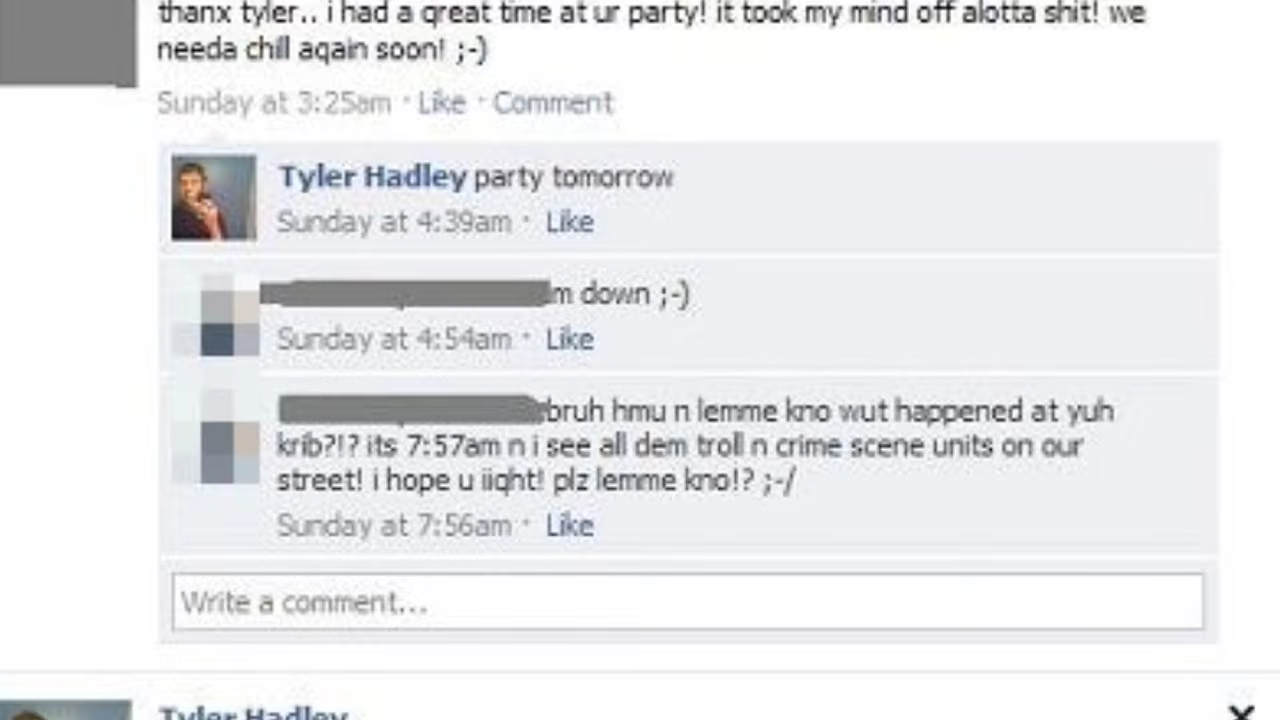 thanx tyler.. i had a great time at ur party! it took my mind off alotta shit! we
needa chill again soon! ;-)
Sunday at 3:25am · Like · Comment
Tyler Hadley party tomorrow
Sunday at 4:39am · Like
m down ;-)
Sunday at 4:54am · Like
bruh hmu n lemme kno wut happened at yuh
krib?!? its 7:57am n i see all dem troll n crime scene units on our
street! i hope u iight! plz lemme kno!? ;-/
Sunday at 7:56am · Like
Write a comment...
Tyler Hadley